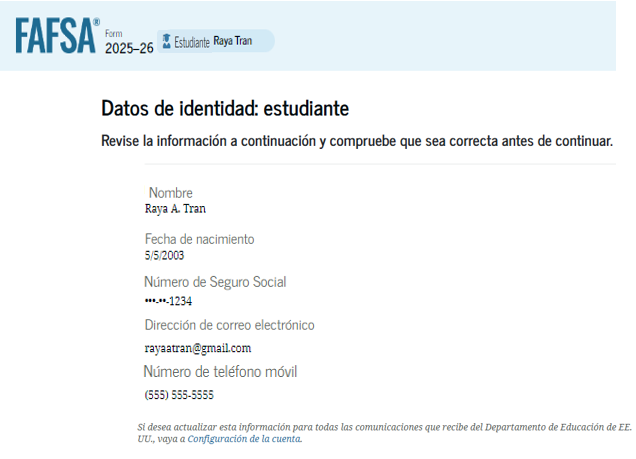 FAFSA® Form
2025–26 Estudiante Raya Tran
Datos de identidad: estudiante
Revise la información a continuación y compruebe que sea correcta antes de continuar.
Nombre
Raya A. Tran
Fecha de nacimiento
5/5/2003
Número de Seguro Social
•••-••-1234
Dirección de correo electrónico
rayaatran@gmail.com
Número de teléfono móvil
(555) 555-5555
Si desea actualizar esta información para todas las comunicaciones que recibe del Departamento de Educación de EE.
UU., vaya a Configuración de la cuenta.